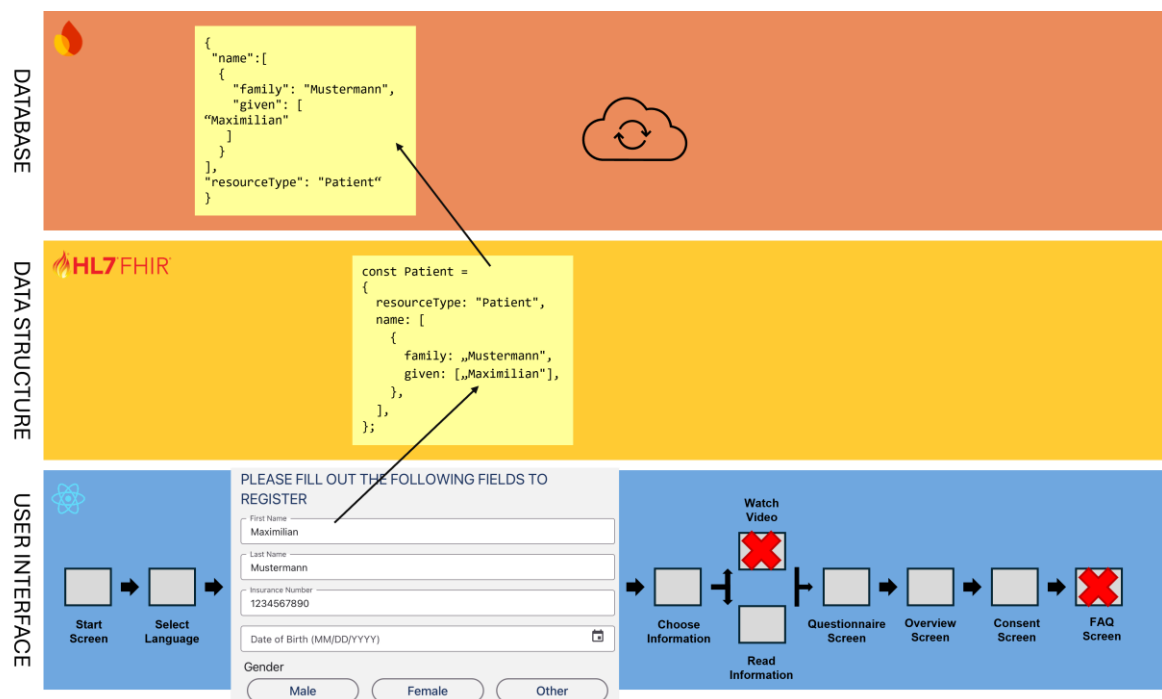 DATABASE
{
"name":[
{
"family": "Mustermann",
"given": [
“Maximilian"
]
}
],
"resourceType": "Patient“
}
DATA STRUCTURE
HL7 FHIR®
const Patient =
{
resourceType: "Patient",
name: [
{
family: „Mustermann",
given: [„Maximilian"],
},
],
};
USER INTERFACE
PLEASE FILL OUT THE FOLLOWING FIELDS TO
REGISTER
First Name
Maximilian
Last Name
Mustermann
Insurance Number
1234567890
Date of Birth (MM/DD/YYYY)
Gender
Male
Female
Other
Start
Screen
Select
Language
Choose
Information
Watch
Video
Read
Information
Questionnaire
Screen
Overview
Screen
Consent
Screen
FAQ
Screen